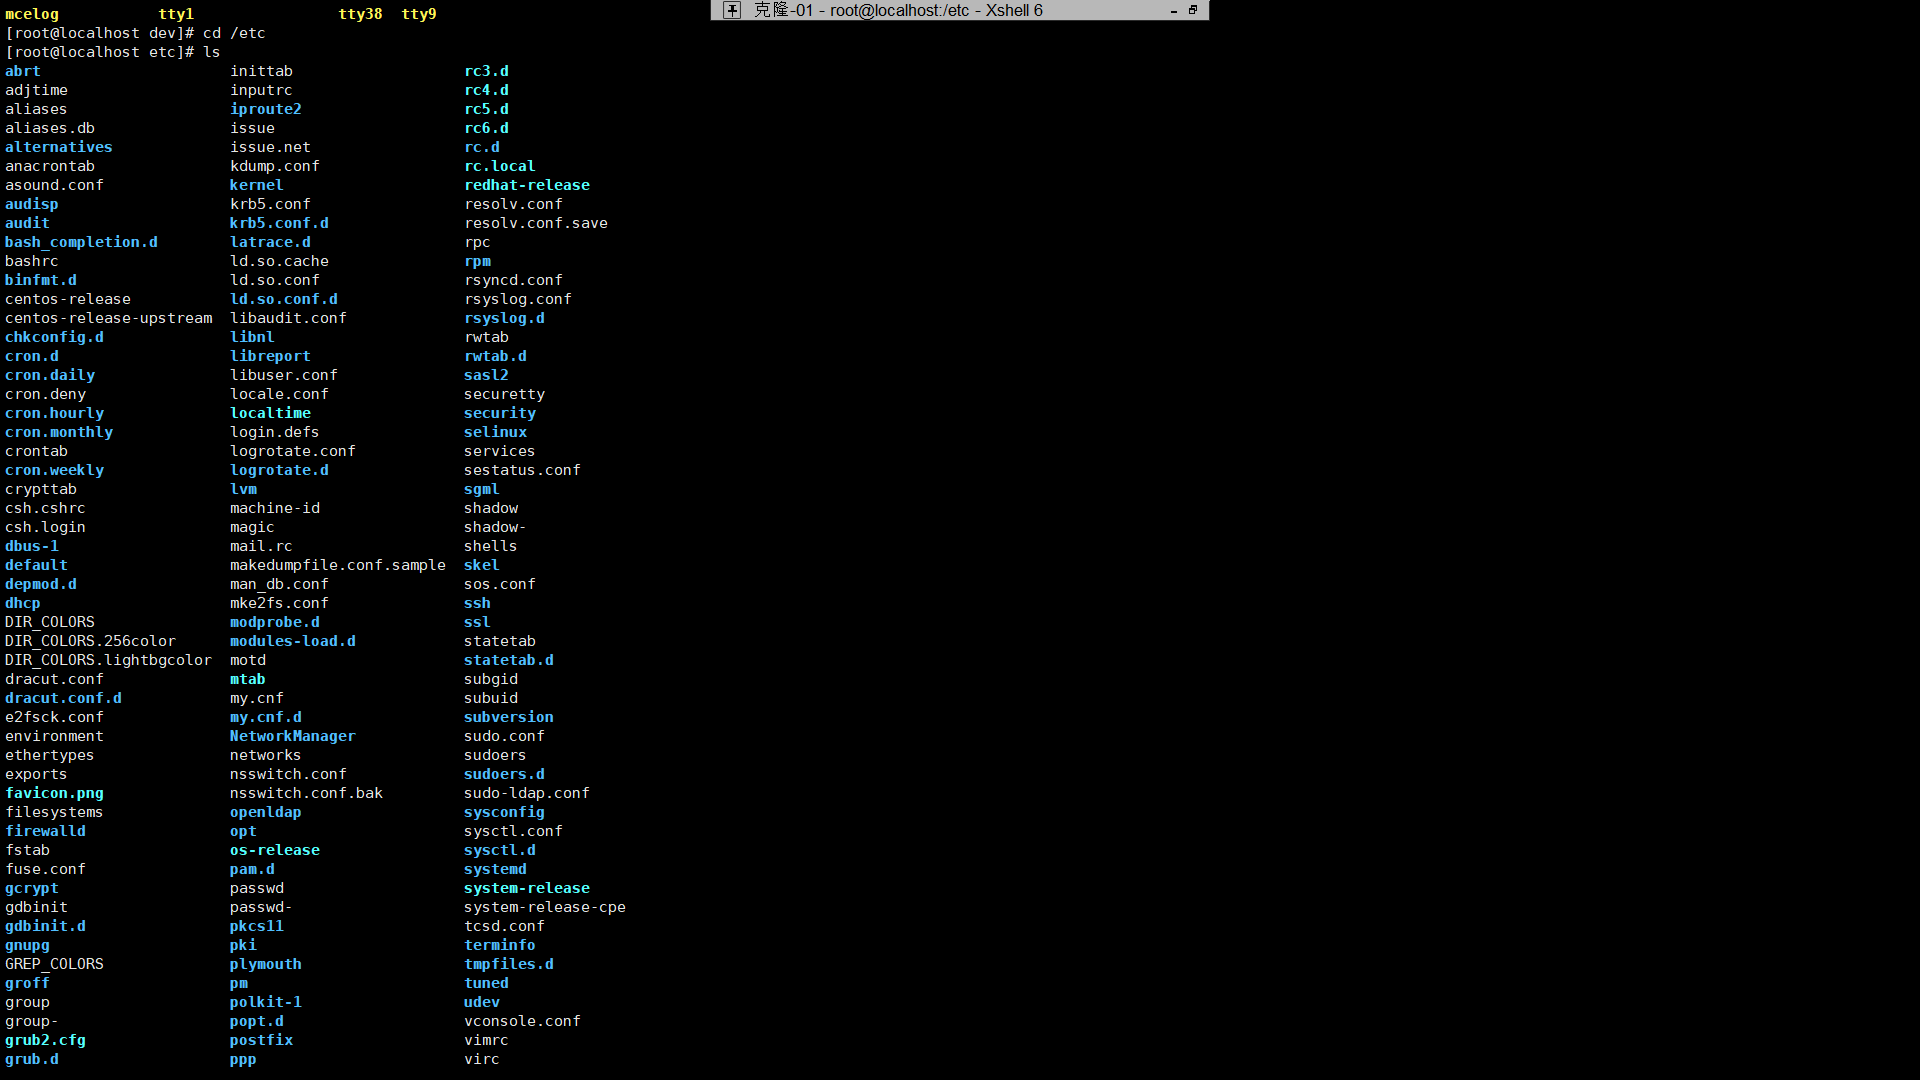 mcelog tty1 tty38 tty9
克隆-01 - root@localhost:/etc - Xshell 6
[root@localhost dev]# cd /etc
[root@localhost etc]# ls
abrt inittab rc3.d
adjtime inputrc rc4.d
aliases iproute2 rc5.d
aliases.db issue rc6.d
alternatives issue.net rc.d
anacrontab kdump.conf rc.local
asound.conf kernel redhat-release
audisp krb5.conf resolv.conf
audit krb5.conf.d resolv.conf.save
bash_completion.d latrace.d rpc
bashrc ld.so.cache rpm
binfmt.d ld.so.conf rsyncd.conf
centos-release ld.so.conf.d rsyslog.conf
centos-release-upstream libaudit.conf rsyslog.d
chkconfig.d libnl rwtab
cron.d libreport rwtab.d
cron.daily libuser.conf sasl2
cron.deny locale.conf securetty
cron.hourly localtime security
cron.monthly login.defs selinux
crontab logrotate.conf services
cron.weekly logrotate.d sestatus.conf
crypttab lvm sgml
csh.cshrc machine-id shadow
csh.login magic shadow-
dbus-1 mail.rc shells
default makedumpfile.conf.sample skel
depmod.d man_db.conf sos.conf
dhcp mke2fs.conf ssh
DIR_COLORS modprobe.d ssl
DIR_COLORS.256color modules-load.d statetab
DIR_COLORS.lightbgcolor motd statetab.d
dracut.conf mtab subgid
dracut.conf.d my.cnf subuid
e2fsck.conf my.cnf.d subversion
environment NetworkManager sudo.conf
ethertypes networks sudoers
exports nsswitch.conf sudoers.d
favicon.png nsswitch.conf.bak sudo-ldap.conf
filesystems openldap sysconfig
firewalld opt sysctl.conf
fstab os-release sysctl.d
fuse.conf pam.d systemd
gcrypt passwd system-release
gdbinit passwd- system-release-cpe
gdbinit.d pkcs11 tcsd.conf
gnupg pki terminfo
GREP_COLORS plymouth tmpfiles.d
groff pm tuned
group polkit-1 udev
group- popt.d vconsole.conf
grub2.cfg postfix vimrc
grub.d ppp virc